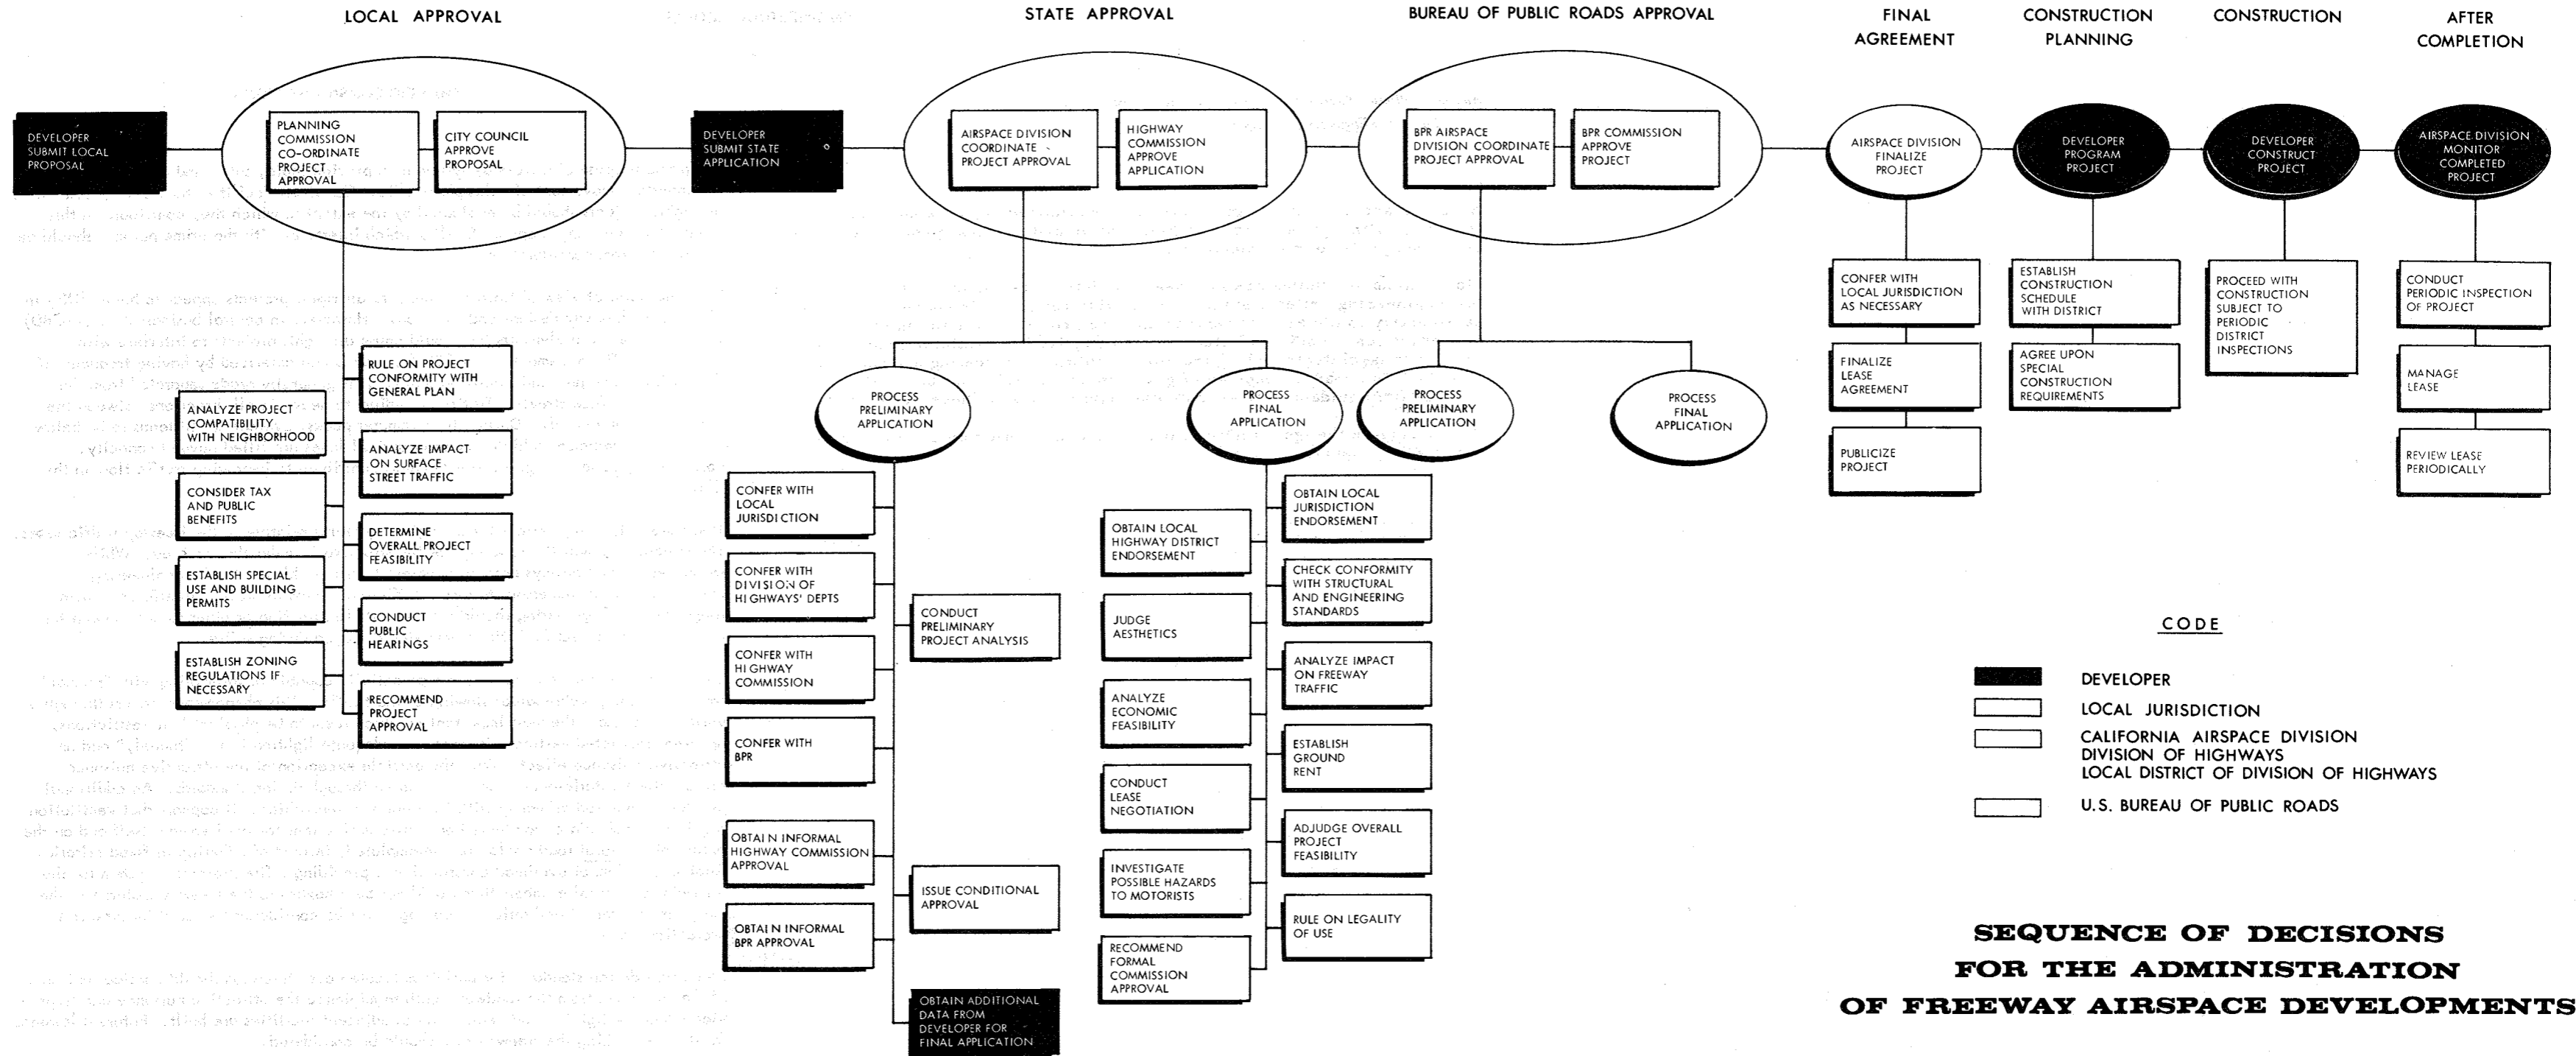 LOCAL APPROVAL
STATE APPROVAL
BUREAU OF PUBLIC ROADS APPROVAL
FINAL
AGREEMENT
CONSTRUCTION
PLANNING
CONSTRUCTION
AFTER
COMPLETION
DEVELOPER
SUBMIT LOCAL
PROPOSAL
PLANNING
COMMISSION
CO-ORDINATE
PROJECT
APPROVAL
CITY COUNCIL
APPROVE
PROPOSAL
DEVELOPER
SUBMIT STATE
APPLICATION
AIRSPACE DIVISION
COORDINATE
PROJECT APPROVAL
HIGHWAY
COMMISSION
APPROVE
APPLICATION
BPR AIRSPACE
DIVISION COORDINATE
PROJECT APPROVAL
BPR COMMISSION
APPROVE
PROJECT
AIRSPACE DIVISION
FINALIZE
PROJECT
DEVELOPER
PROGRAM
PROJECT
DEVELOPER
CONSTRUCT
PROJECT
AIRSPACE DIVISION
MONITOR
COMPLETED
PROJECT
RULE ON PROJECT
CONFORMITY WITH
GENERAL PLAN
ANALYZE PROJECT
COMPATIBILITY
WITH NEIGHBORHOOD
ANALYZE IMPACT
ON SURFACE
STREET TRAFFIC
CONSIDER TAX
AND PUBLIC
BENEFITS
DETERMINE
OVERALL PROJECT
FEASIBILITY
ESTABLISH SPECIAL
USE AND BUILDING
PERMITS
CONDUCT
PUBLIC
HEARINGS
ESTABLISH ZONING
REGULATIONS IF
NECESSARY
RECOMMEND
PROJECT
APPROVAL
PROCESS
PRELIMINARY
APPLICATION
CONFER WITH
LOCAL
JURISDICTION
CONFER WITH
DIVISION OF
HIGHWAYS' DEPTS
CONDUCT
PRELIMINARY
PROJECT ANALYSIS
CONFER WITH
HIGHWAY
COMMISSION
CONFER WITH
BPR
OBTAIN INFORMAL
HIGHWAY COMMISSION
APPROVAL
ISSUE CONDITIONAL
APPROVAL
OBTAIN INFORMAL
BPR APPROVAL
OBTAIN ADDITIONAL
DATA FROM
DEVELOPER FOR
FINAL APPLICATION
PROCESS
FINAL
APPLICATION
OBTAIN LOCAL
JURISDICTION
ENDORSEMENT
OBTAIN LOCAL
HIGHWAY DISTRICT
ENDORSEMENT
CHECK CONFORMITY
WITH STRUCTURAL
AND ENGINEERING
STANDARDS
JUDGE
AESTHETICS
ANALYZE IMPACT
ON FREEWAY
TRAFFIC
ANALYZE
ECONOMIC
FEASIBILITY
ESTABLISH
GROUND
RENT
CONDUCT
LEASE
NEGOTIATION
ADJUDGE OVERALL
PROJECT
FEASIBILITY
INVESTIGATE
POSSIBLE HAZARDS
TO MOTORISTS
RULE ON LEGALITY
OF USE
RECOMMEND
FORMAL
COMMISSION
APPROVAL
PROCESS
PRELIMINARY
APPLICATION
PROCESS
FINAL
APPLICATION
CONFER WITH
LOCAL JURISDICTION
AS NECESSARY
FINALIZE
LEASE
AGREEMENT
PUBLICIZE
PROJECT
ESTABLISH
CONSTRUCTION
SCHEDULE
WITH DISTRICT
AGREE UPON
SPECIAL
CONSTRUCTION
REQUIREMENTS
PROCEED WITH
CONSTRUCTION
SUBJECT TO
PERIODIC
DISTRICT
INSPECTIONS
CONDUCT
PERIODIC INSPECTION
OF PROJECT
MANAGE
LEASE
REVIEW LEASE
PERIODICALLY
CODE
DEVELOPER
LOCAL JURISDICTION
CALIFORNIA AIRSPACE DIVISION
DIVISION OF HIGHWAYS
LOCAL DISTRICT OF DIVISION OF HIGHWAYS
U.S. BUREAU OF PUBLIC ROADS
SEQUENCE OF DECISIONS
FOR THE ADMINISTRATION
OF FREEWAY AIRSPACE DEVELOPMENTS